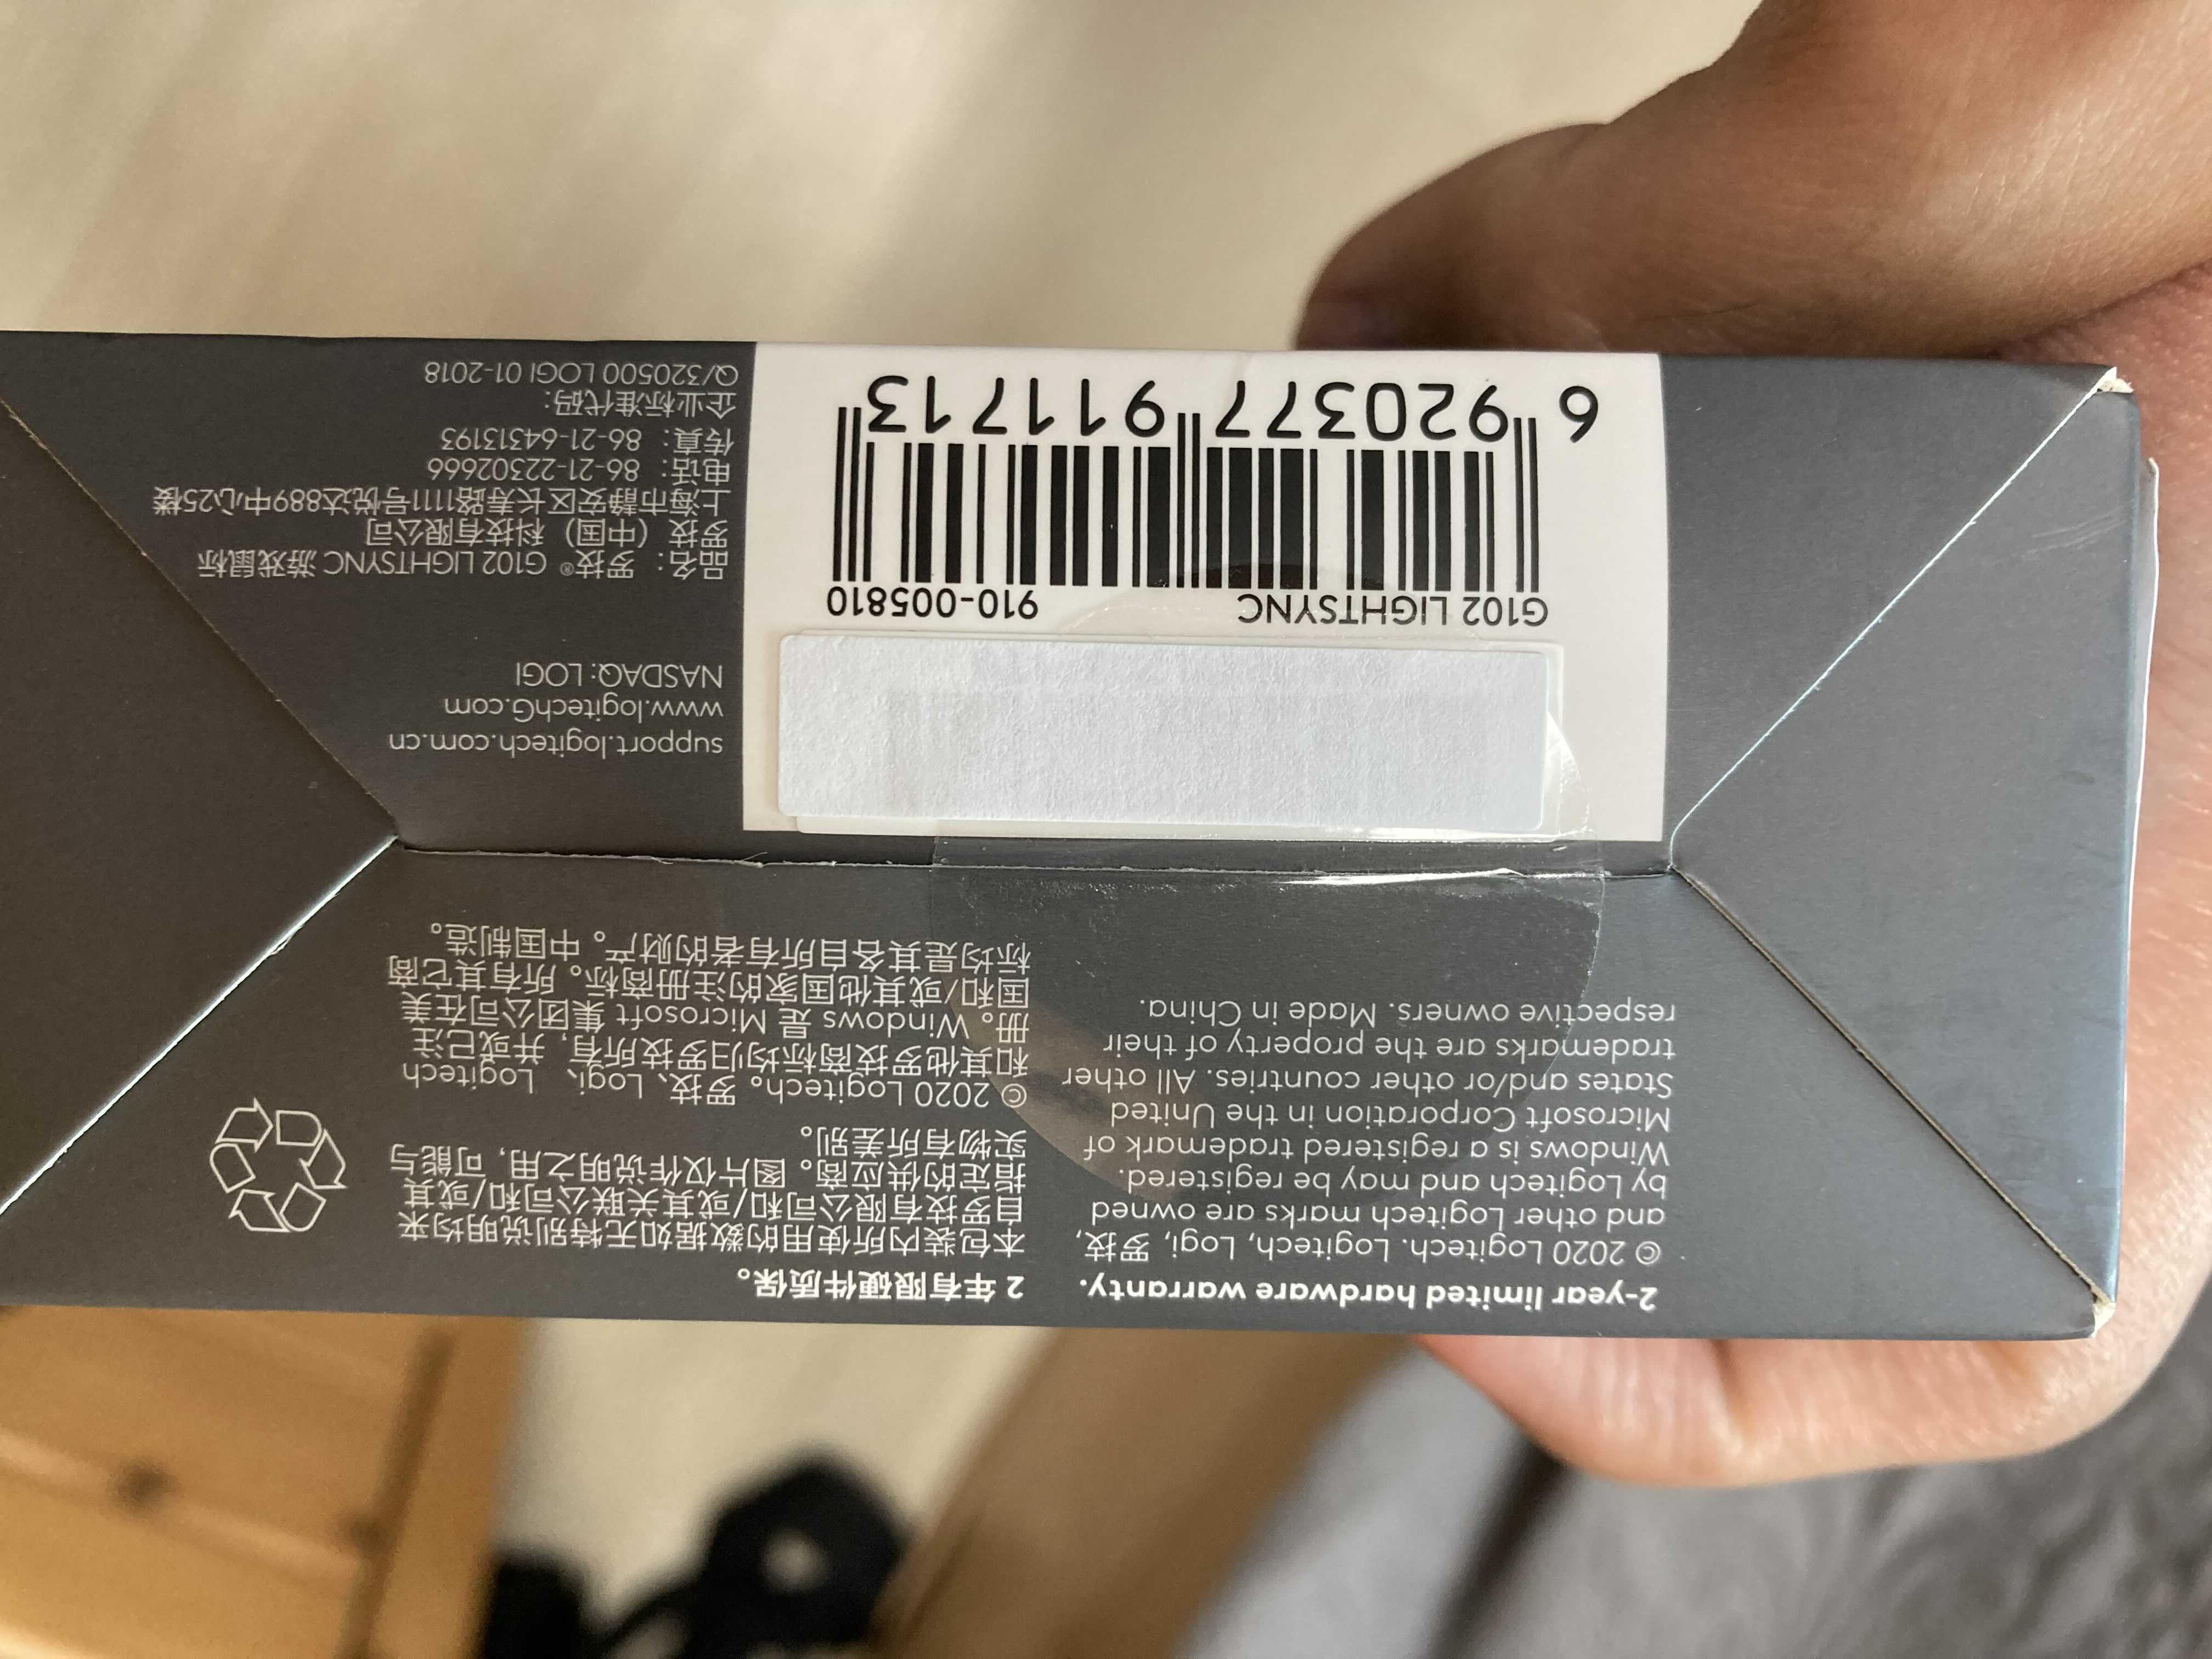 2-year limited hardware warranty.
© 2020 Logitech. Logitech, Logi, 罗技,
and other Logitech marks are owned
by Logitech and may be registered.
Windows is a registered trademark of
Microsoft Corporation in the United
States and/or other countries. All other
trademarks are the property of their
respective owners. Made in China.
2 年有限硬件质保。
本包装内所使用的数据如无特别说明均来
自罗技有限公司和/或其关联公司和/或其
指定的供应商。图片仅作说明之用, 可能与
实物有所差别。
© 2020 Logitech。罗技、Logi、 Logitech
和其他罗技商标均归罗技所有, 并或已注
册。Windows 是 Microsoft 集团公司在美
国和/或其他国家的注册商标。所有其它商
标均是其各自所有者的财产。中国制造。
G102 LIGHTSYNC 910-005810
6 920377 911713
support.logitech.com.cn
www.logitechG.com
NASDAQ: LOGI
品名：罗技® G102 LIGHTSYNC 游戏鼠标
罗技（中国）科技有限公司
上海市静安区长寿路1111号悦达889中心25楼
电话：86-21-22302666
传真：86-21-64313193
企业标准代码:
Q/320500 LOGI 01-2018